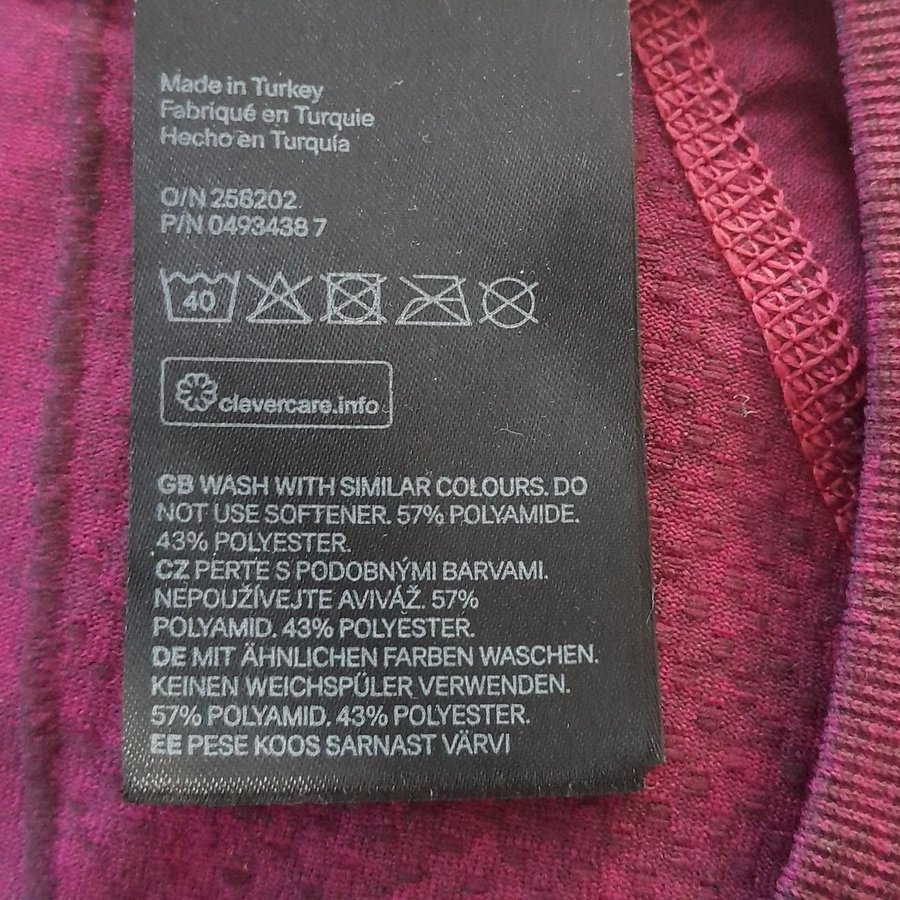 Made in Turkey
Fabriqué en Turquie
Hecho en Turquía
O/N 256202
P/N 0493438 7
40
clevercare.info
GB WASH WITH SIMILAR COLOURS. DO
NOT USE SOFTENER. 57% POLYAMIDE.
43% POLYESTER.
CZ PERTE S PODOBNÝMI BARVAMI.
NEPOUŽÍVEJTE AVIVÁŽ. 57%
POLYAMID. 43% POLYESTER.
DE MIT ÄHNLICHEN FARBEN WASCHEN.
KEINEN WEICHSPÜLER VERWENDEN.
57% POLYAMID. 43% POLYESTER.
EE PESE KOOS SARNAST VÄRVI